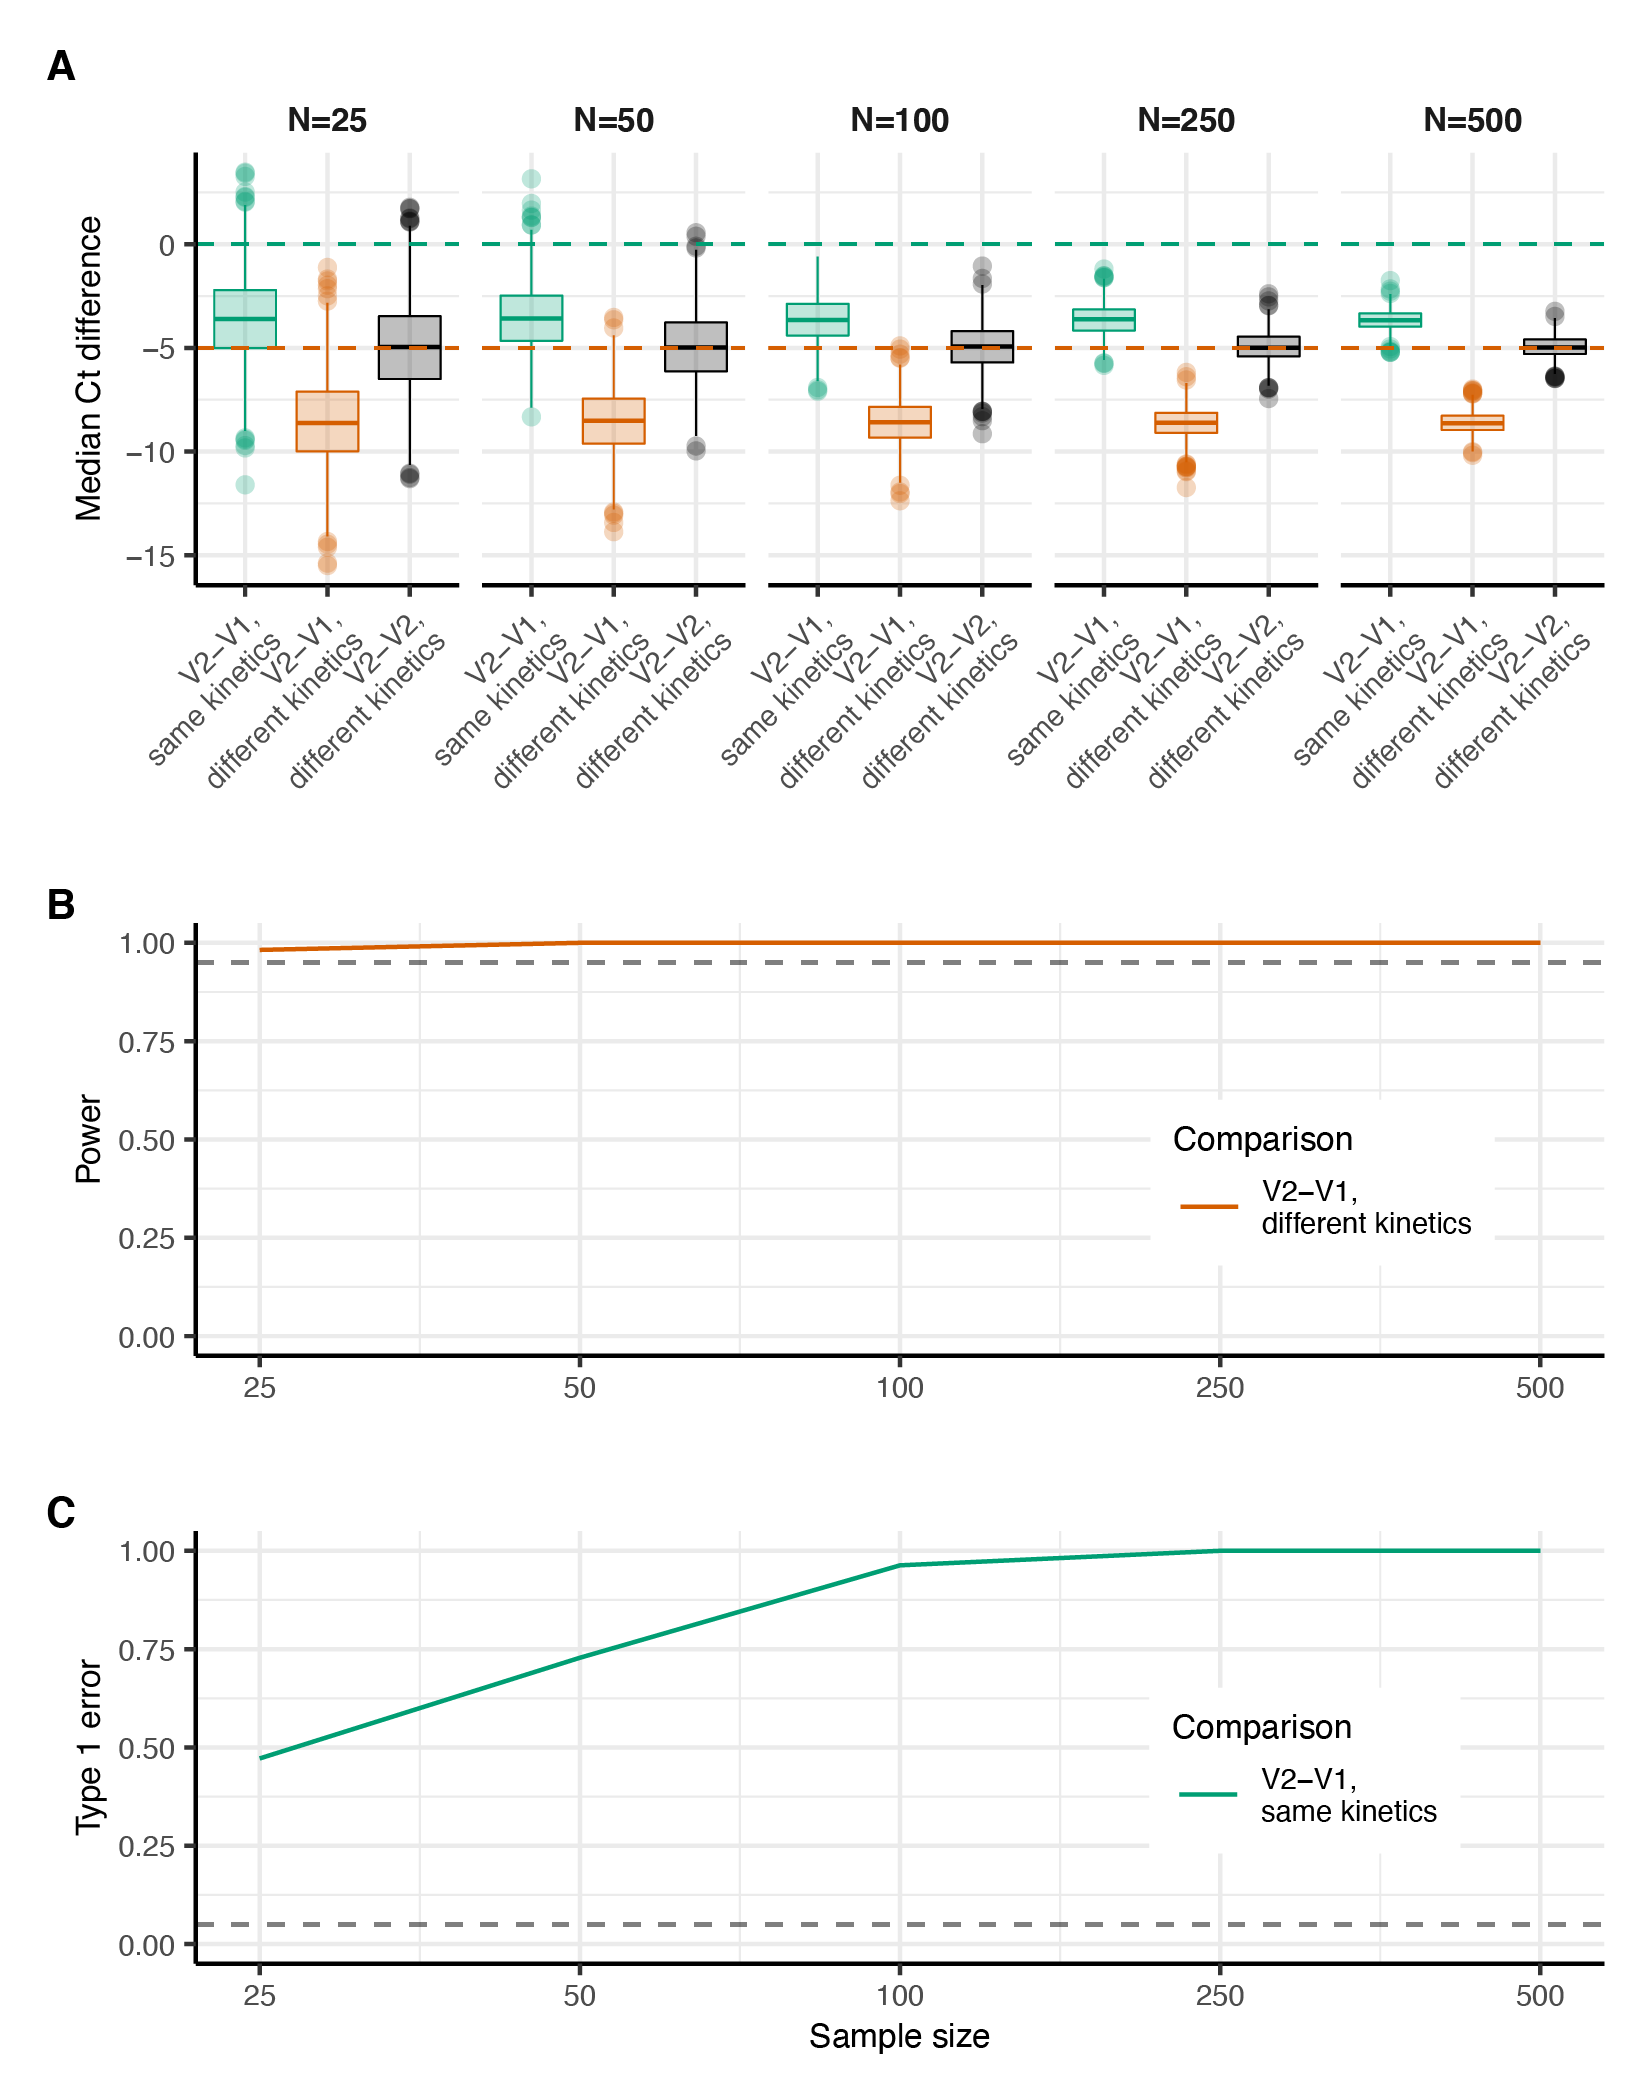 A
N=25
N=50
N=100
N=250
N=500
Median Ct difference
0
−5
−10
−15
V2−V1,
same kinetics
V2−V1,
different kinetics
V2−V2,
different kinetics
V2−V1,
same kinetics
V2−V1,
different kinetics
V2−V2,
different kinetics
V2−V1,
same kinetics
V2−V1,
different kinetics
V2−V2,
different kinetics
V2−V1,
same kinetics
V2−V1,
different kinetics
V2−V2,
different kinetics
V2−V1,
same kinetics
V2−V1,
different kinetics
V2−V2,
different kinetics
B
Power
1.00
0.75
0.50
0.25
0.00
Comparison
V2−V1,
different kinetics
25
50
100
250
500
C
Type 1 error
1.00
0.75
0.50
0.25
0.00
Comparison
V2−V1,
same kinetics
25
50
100
250
500
Sample size